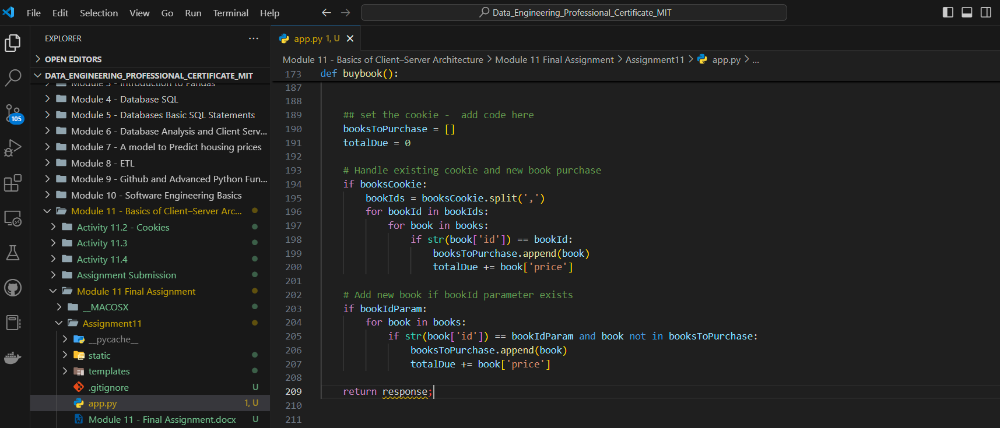 File Edit Selection View Go Run Terminal Help
Data_Engineering_Professional_Certificate_MIT
EXPLORER
OPEN EDITORS
DATA_ENGINEERING_PROFESSIONAL_CERTIFICATE_MIT
Module 3 - Introduction to Pandas
Module 4 - Database SQL
Module 5 - Databases Basic SQL Statements
Module 6 - Database Analysis and Client Serv...
Module 7 - A model to Predict housing prices
Module 8 - ETL
Module 9 - Github and Advanced Python Fun...
Module 10 - Software Engineering Basics
Module 11 - Basics of Client–Server Arc...
Activity 11.2 - Cookies
Activity 11.3
Activity 11.4
Assignment Submission
Module 11 Final Assignment
__MACOSX
Assignment11
__pycache__
static
templates
.gitignore U
app.py 1, U
Module 11 - Final Assignment.docx U
105
app.py 1, U
Module 11 - Basics of Client–Server Architecture > Module 11 Final Assignment > Assignment11 > app.py > ...
173 def buybook():
187
188
189 ## set the cookie -  add code here
190 booksToPurchase = []
191 totalDue = 0
192
193 # Handle existing cookie and new book purchase
194 if booksCookie:
195 bookIds = booksCookie.split(',')
196 for bookId in bookIds:
197 for book in books:
198 if str(book['id']) == bookId:
199 booksToPurchase.append(book)
200 totalDue += book['price']
201
202 # Add new book if bookId parameter exists
203 if bookIdParam:
204 for book in books:
205 if str(book['id']) == bookIdParam and book not in booksToPurchase:
206 booksToPurchase.append(book)
207 totalDue += book['price']
208
209 return response;
210
211